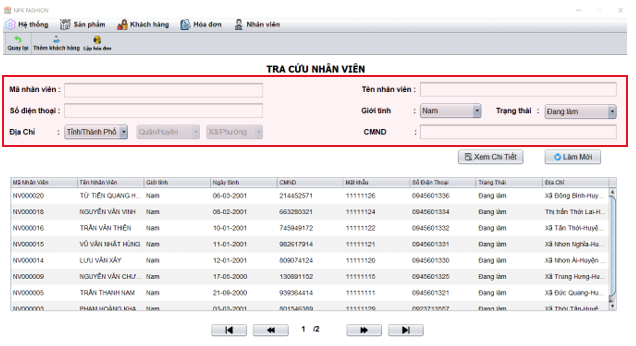 NPK FASHION
Hệ thống Sản phẩm Khách hàng Hóa đơn Nhân viên
Quay lại Thêm khách hàng Lập hóa đơn
TRA CỨU NHÂN VIÊN
Mã nhân viên : Tên nhân viên :
Số điện thoại : Giới tính : Nam Trạng thái : Đang làm
Địa Chỉ : Tỉnh/Thành Phố Quận/Huyện Xã/Phường CMND :
Xem Chi Tiết Làm Mới
Mã Nhân Viên Tên Nhân Viên Giới tính Ngày Sinh CMND Mật khẩu Số Điện Thoại Trạng Thái Địa Chỉ
NV000020 TỪ TIẾN QUANG H... Nam 06-03-2001 214452571 11111126 0945601336 Đang làm Xã Đông Bình-Huy...
NV000018 NGUYỄN VĂN VINH Nam 08-02-2001 663280321 11111124 0945601334 Đang làm Thị trấn Thới Lai-H...
NV000016 TRẦN VĂN THIỆN Nam 10-01-2001 745949172 11111122 0945601332 Đang làm Xã Tân Thới-Huyệ...
NV000015 VŨ VĂN NHẤT HÙNG Nam 11-01-2001 982617914 11111121 0945601331 Đang làm Xã Nhơn Nghĩa-Hu...
NV000014 LƯU VĂN XÂY Nam 12-01-2001 809074124 11111120 0945601330 Đang làm Xã Nhơn Ái-Huyện ...
NV000009 NGUYỄN VĂN CHƯ... Nam 17-05-2000 130891152 11111115 0945601325 Đang làm Xã Trung Hưng-Hu...
NV000005 TRẦN THANH NAM Nam 21-09-2000 939364414 11111111 0945601321 Đang làm Xã Đức Quang-Hu...
NV000003 PHẠM HOÀNG KHA Nam 03-03-2001 801546389 11111129 0923713557 Đang làm Xã Thới Tân-Huyệ
1 /2